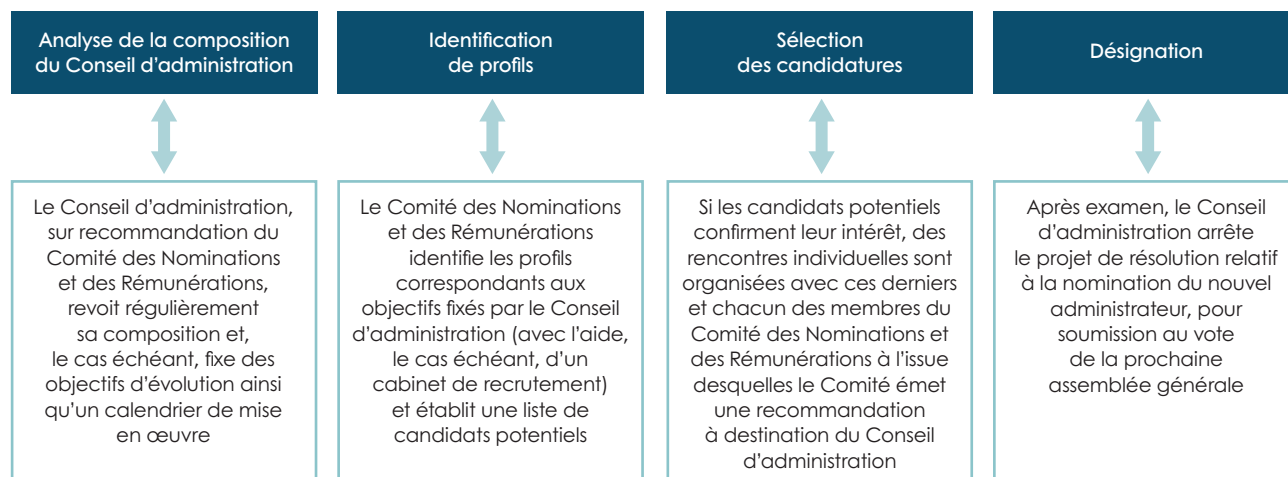 Analyse de la composition
du Conseil d’administration
Le Conseil d’administration,
sur recommandation du
Comité des Nominations
et des Rémunérations,
revoit régulièrement
sa composition et,
le cas échéant, fixe des
objectifs d’évolution ainsi
qu’un calendrier de mise
en œuvre
Identification
de profils
Le Comité des Nominations
et des Rémunérations
identifie les profils
correspondants aux
objectifs fixés par le Conseil
d’administration (avec l’aide,
le cas échéant, d’un
cabinet de recrutement)
et établit une liste de
candidats potentiels
Sélection
des candidatures
Si les candidats potentiels
confirment leur intérêt, des
rencontres individuelles sont
organisées avec ces derniers
et chacun des membres du
Comité des Nominations et
des Rémunérations à l’issue
desquelles le Comité émet
une recommandation
à destination du Conseil
d’administration
Désignation
Après examen, le Conseil
d’administration arrête
le projet de résolution relatif
à la nomination du nouvel
administrateur, pour
soumission au vote
de la prochaine
assemblée générale